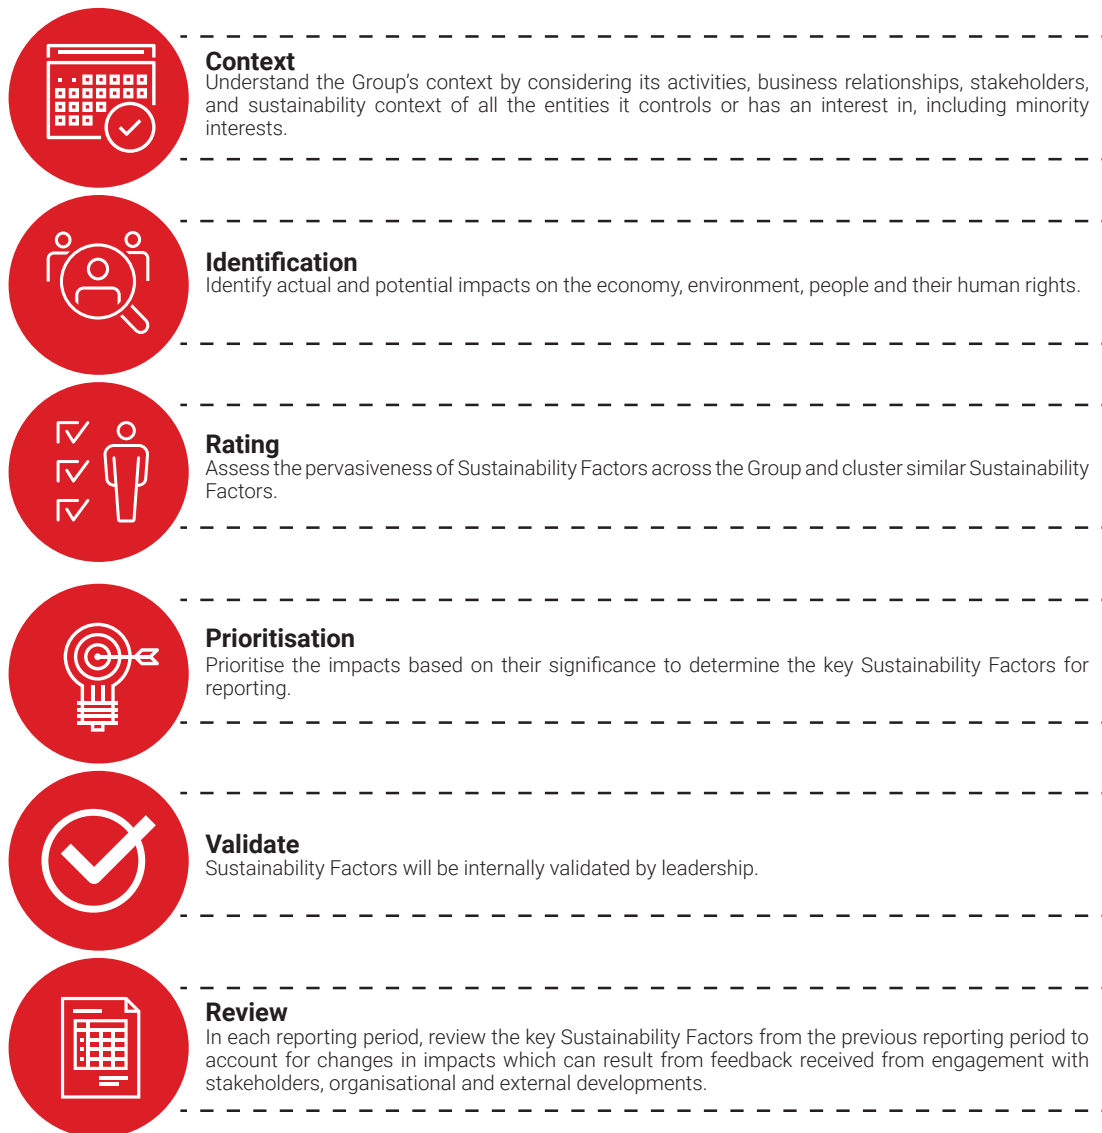 Context
Understand the Group's context by considering its activities, business relationships, stakeholders,
and sustainability context of all the entities it controls or has an interest in, including minority
interests.
Identification
Identify actual and potential impacts on the economy, environment, people and their human rights.
Rating
Assess the pervasiveness of Sustainability Factors across the Group and cluster similar Sustainability
Factors.
Prioritisation
Prioritise the impacts based on their significance to determine the key Sustainability Factors for
reporting.
Validate
Sustainability Factors will be internally validated by leadership.
Review
In each reporting period, review the key Sustainability Factors from the previous reporting period to
account for changes in impacts which can result from feedback received from engagement with
stakeholders, organisational and external developments.